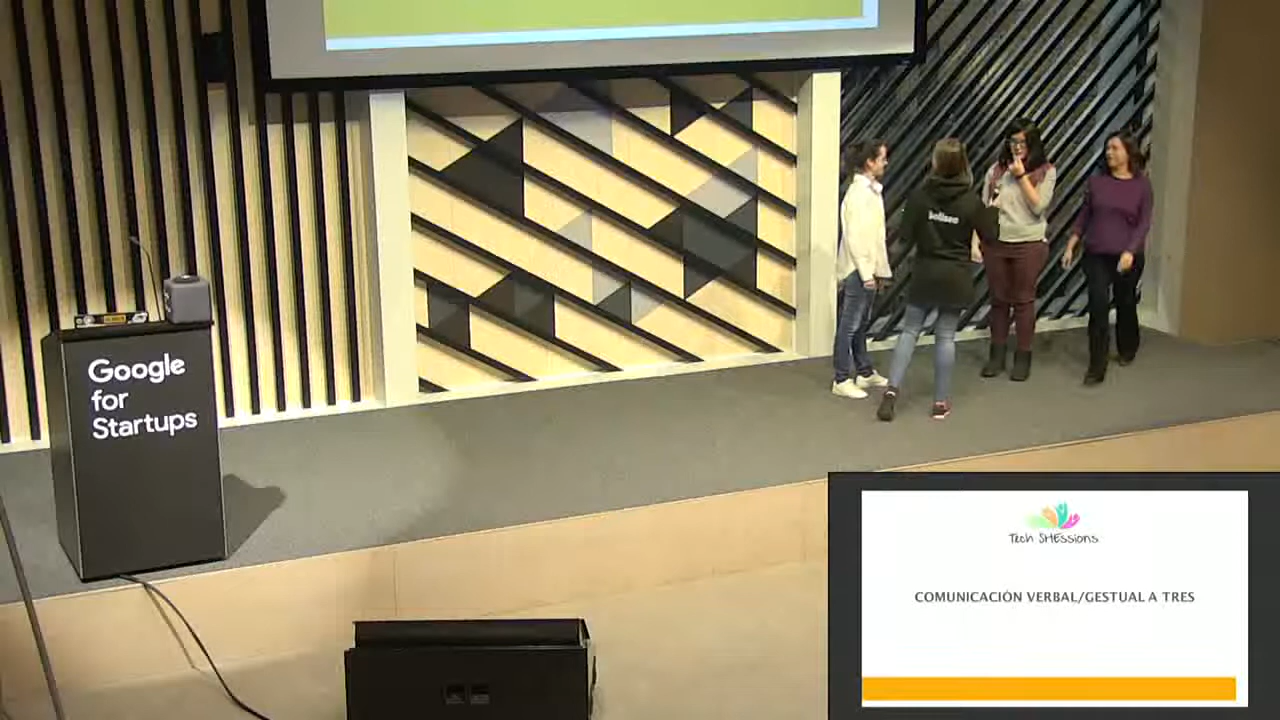 Google
for
Startups
Tech SHEssions
COMUNICACIÓN VERBAL/GESTUAL A TRES